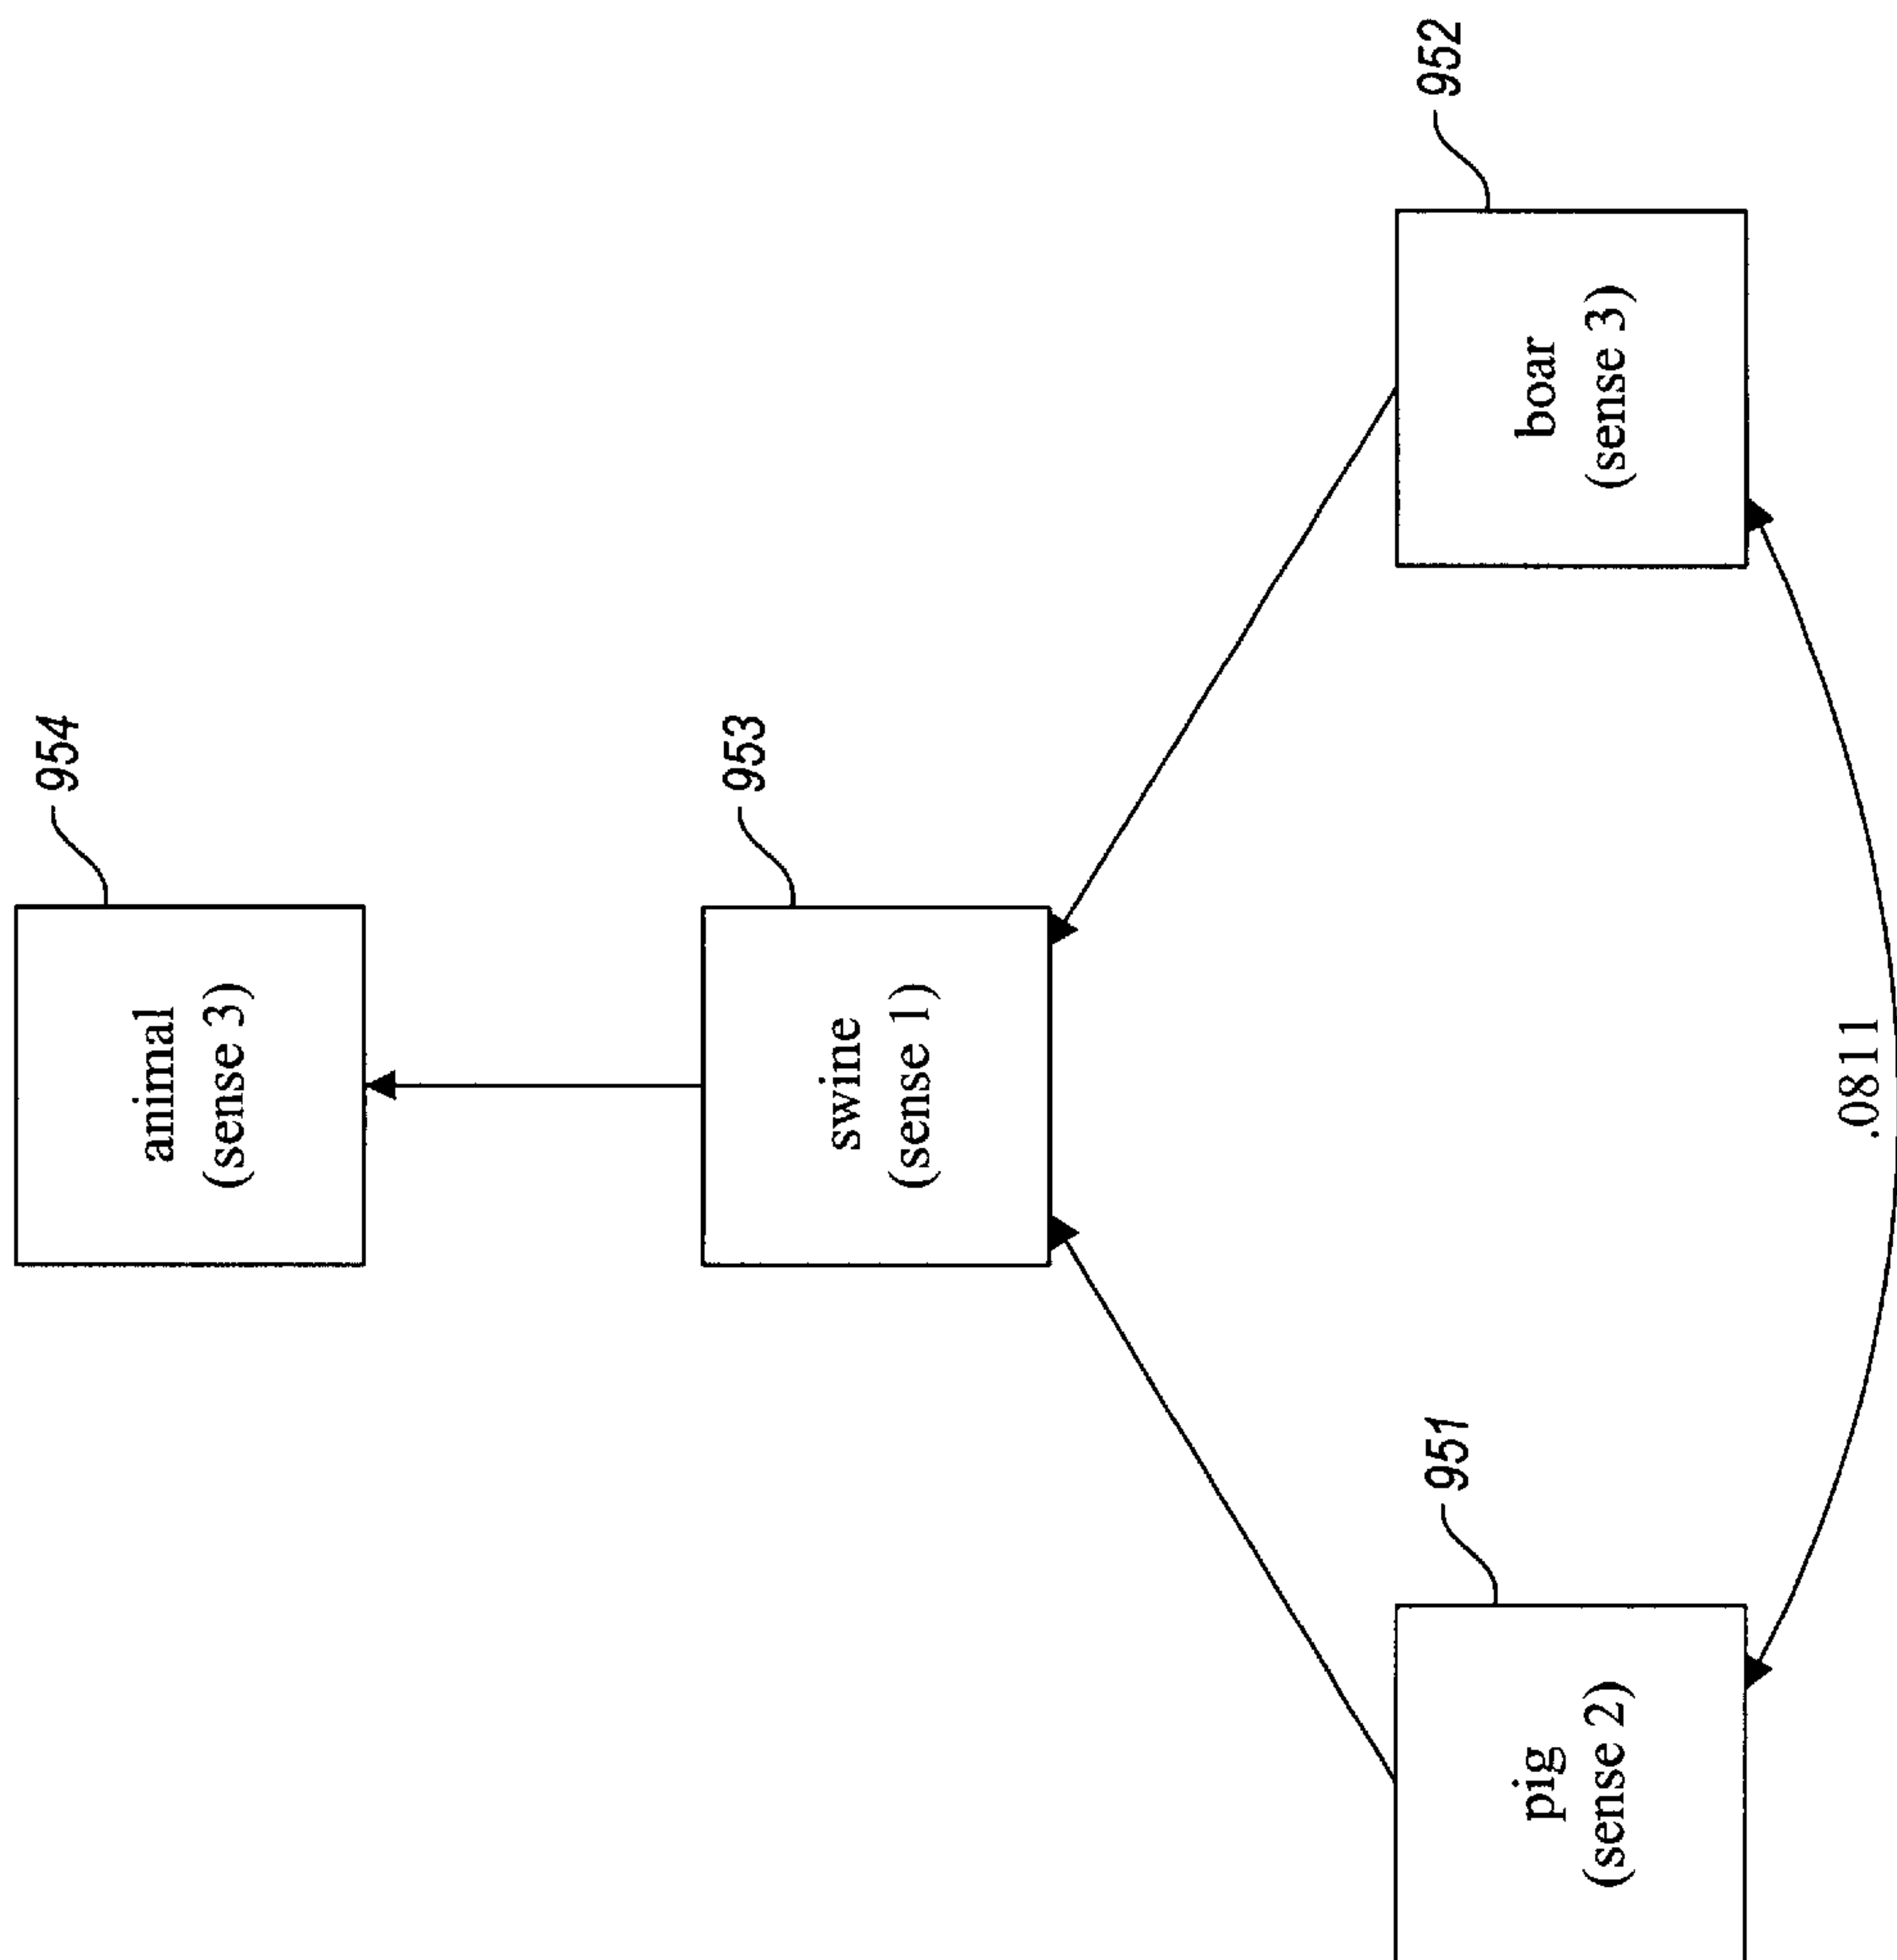 954
animal
(sense 3)
953
swine
(sense 1)
951
pig
(sense 2)
952
boar
(sense 3)
.0811